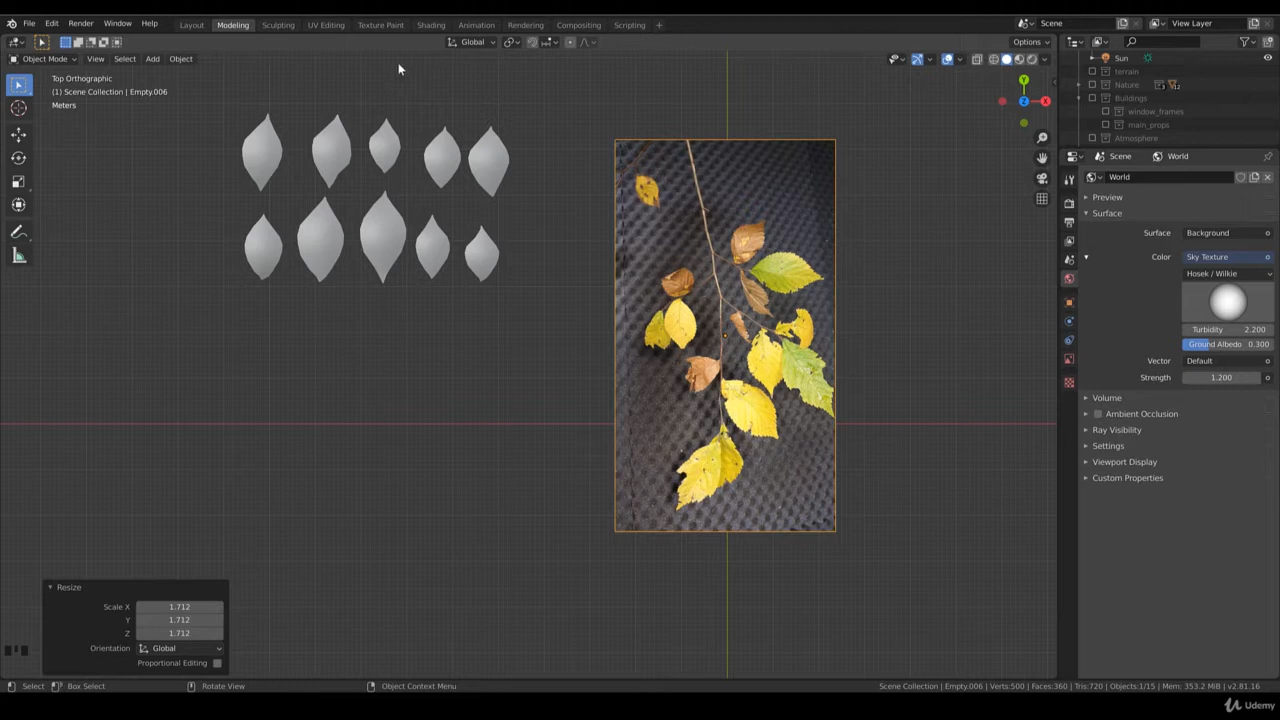 File Edit Render Window Help Layout Modeling Sculpting UV Editing Texture Paint Shading Animation Rendering Compositing Scripting + Scene View Layer
Global Options
Object Mode View Select Add Object
Top Orthographic
(1) Scene Collection | Empty.006
Meters
Y
Z X
Sun
terrain
Nature
Buildings
window_frames
main_props
Atmosphere
Scene World
World
Preview
Surface
Surface Background
Color Sky Texture
Hosek / Wilkie
Turbidity 2.200
Ground Albedo 0.300
Vector Default
Strength 1.200
Volume
Ambient Occlusion
Ray Visibility
Settings
Viewport Display
Custom Properties
Resize
Scale X 1.712
Y 1.712
Z 1.712
Orientation Global
Proportional Editing
Select Box Select Rotate View Object Context Menu Scene Collection | Empty.006 | Verts:500 | Faces:360 | Tris:720 | Objects:1/15 | Mem: 353.2 MiB | v2.81.16
Udemy